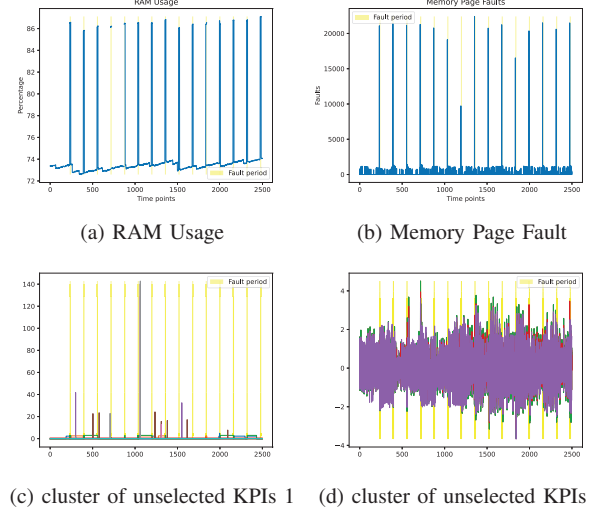 RAM Usage
Memory Page Faults
Percentage
86
84
82
80
78
76
74
72
Fault period
0 500 1000 1500 2000 2500
Time points
Faults
20000
15000
10000
5000
0
Fault period
0 500 1000 1500 2000 2500
Time points
(a) RAM Usage
(b) Memory Page Fault
140
120
100
80
60
40
20
0
Fault period
0 500 1000 1500 2000 2500
4
2
0
−2
−4
Fault period
0 500 1000 1500 2000 2500
(c) cluster of unselected KPIs 1
(d) cluster of unselected KPIs